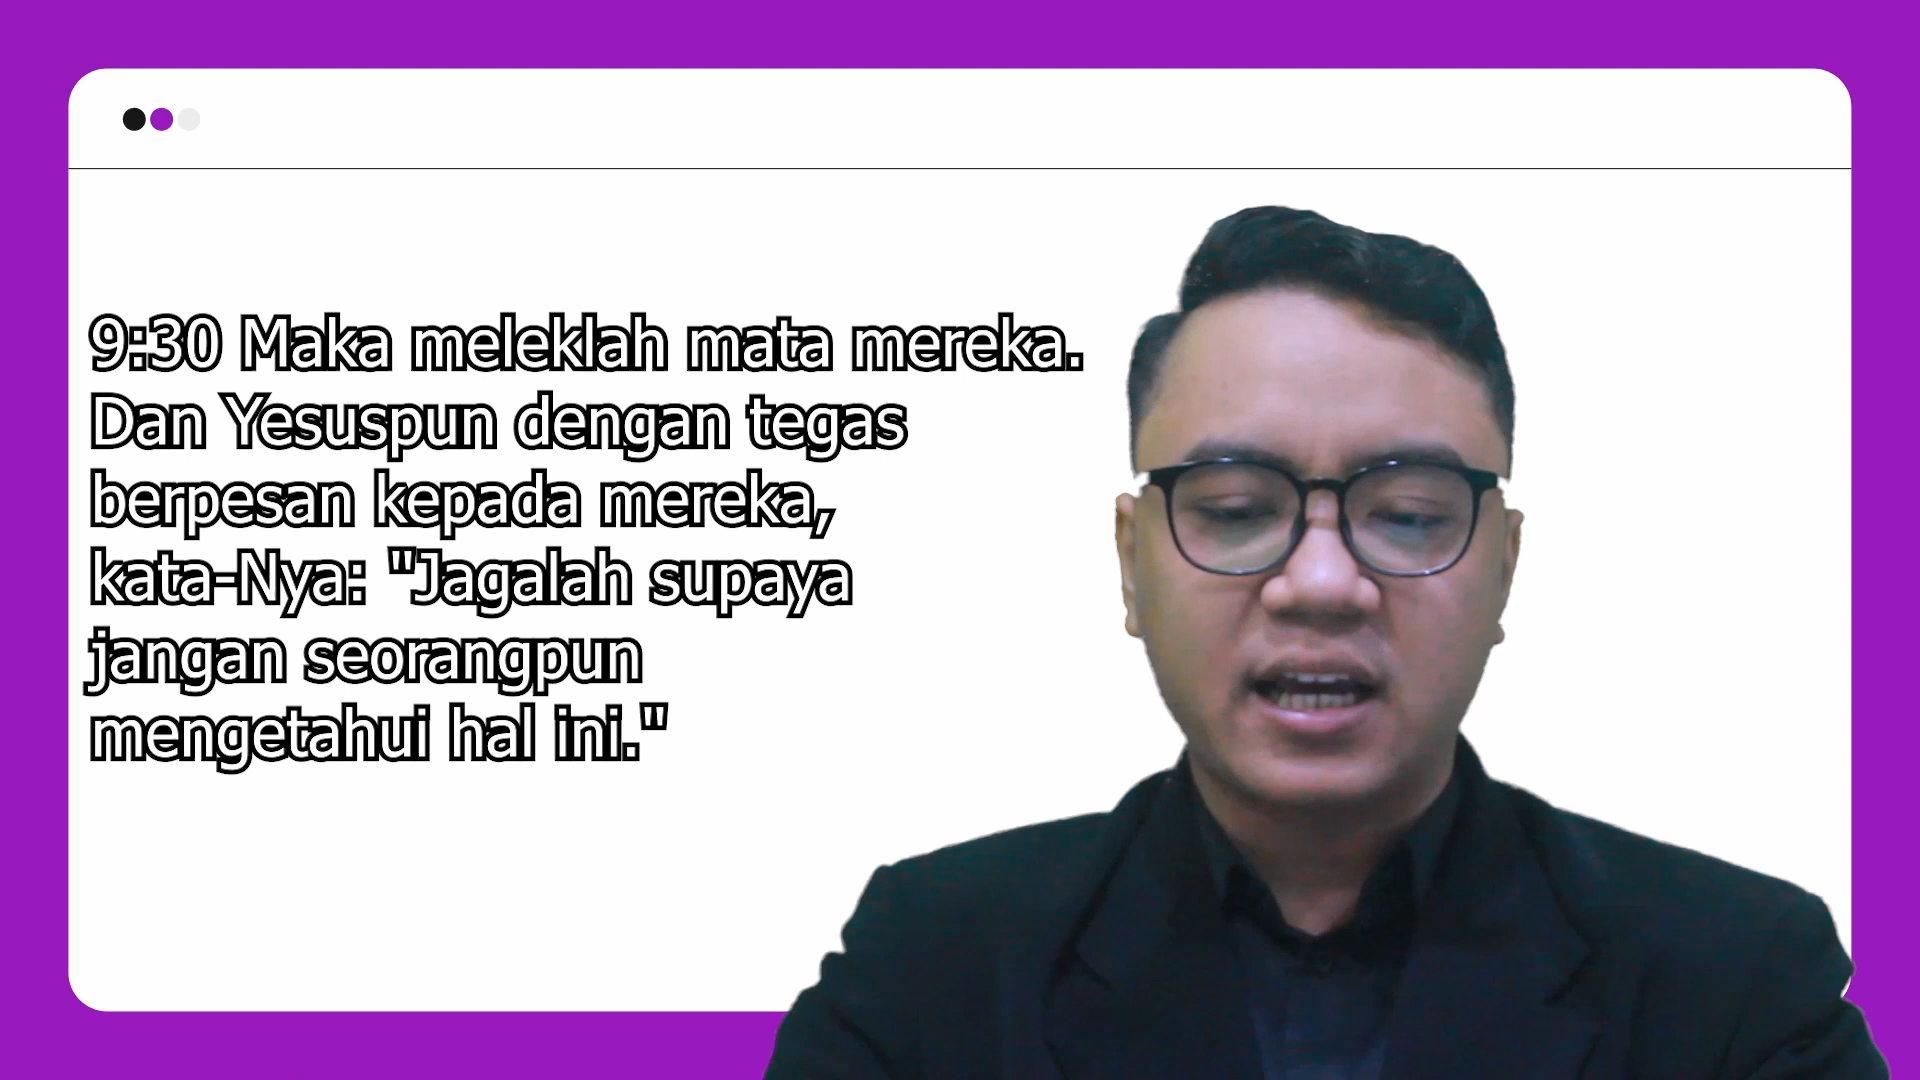 9:30 Maka meleklah mata mereka.
Dan Yesuspun dengan tegas
berpesan kepada mereka,
kata-Nya: "Jagalah supaya
jangan seorangpun
mengetahui hal ini."